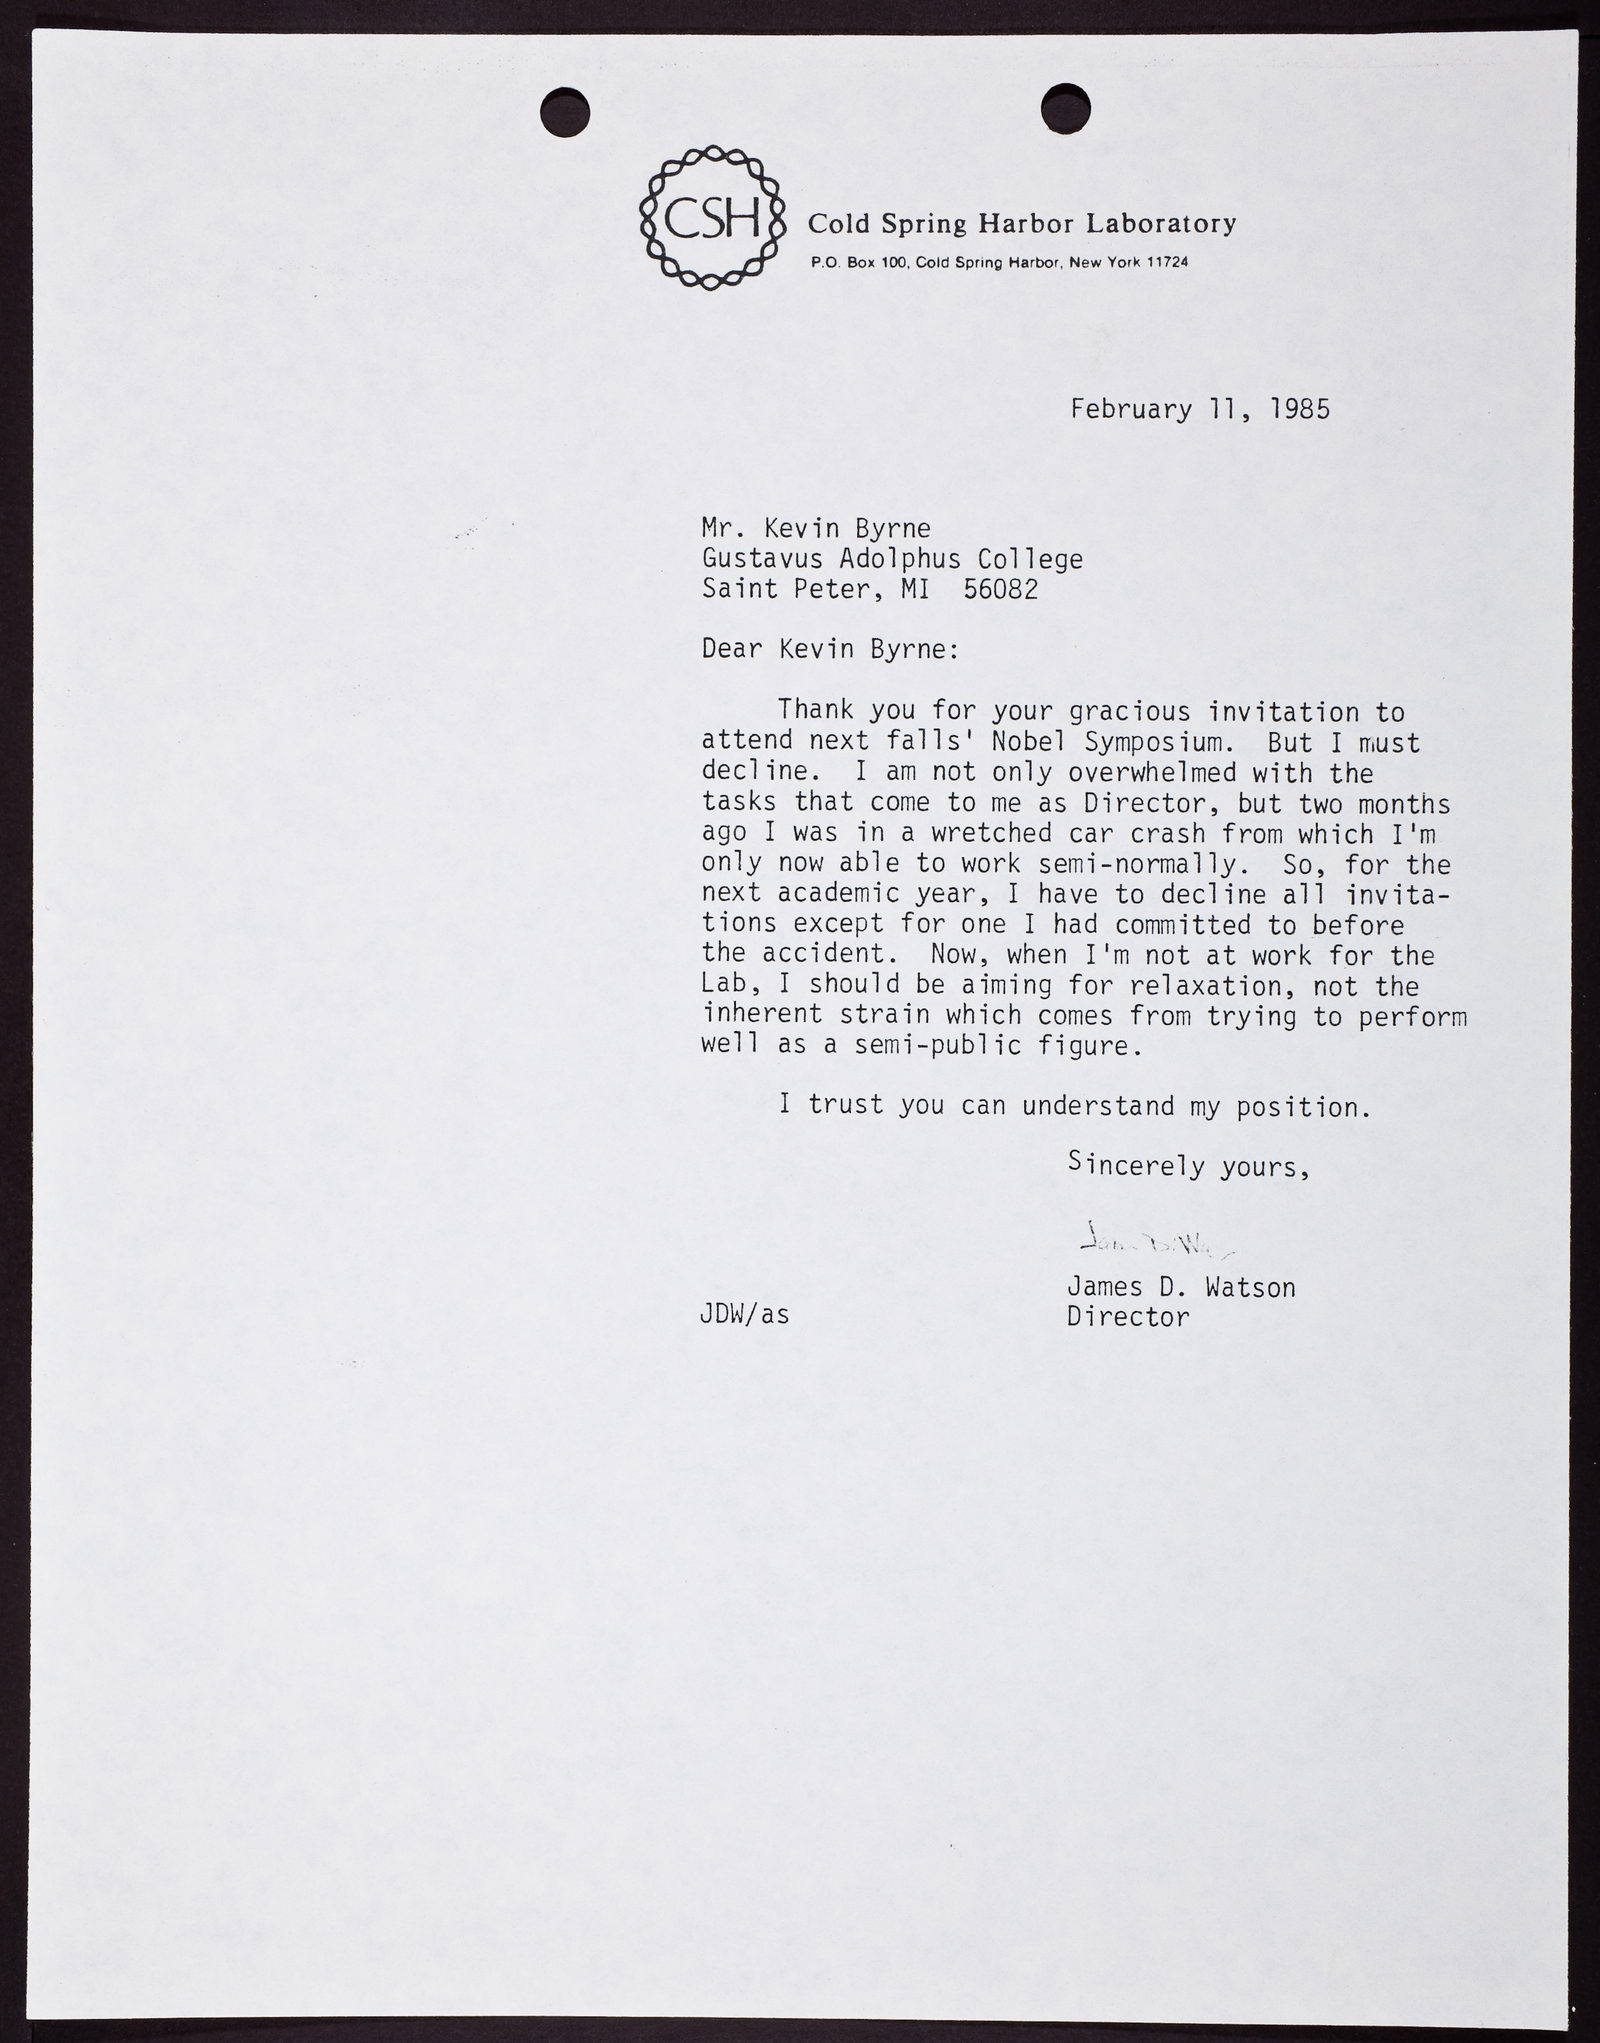 CSH
Cold Spring Harbor Laboratory
P.O. Box 100, Cold Spring Harbor, New York 11724
February 11, 1985
Mr. Kevin Byrne
Gustavus Adolphus College
Saint Peter, MI 56082
Dear Kevin Byrne:
Thank you for your gracious invitation to
attend next falls' Nobel Symposium. But I must
decline. I am not only overwhelmed with the
tasks that come to me as Director, but two months
ago I was in a wretched car crash from which I'm
only now able to work semi-normally. So, for the
next academic year, I have to decline all invita-
tions except for one I had committed to before
the accident. Now, when I'm not at work for the
Lab, I should be aiming for relaxation, not the
inherent strain which comes from trying to perform
well as a semi-public figure.
I trust you can understand my position.
Sincerely yours,
James D. Watson
JDW/as Director